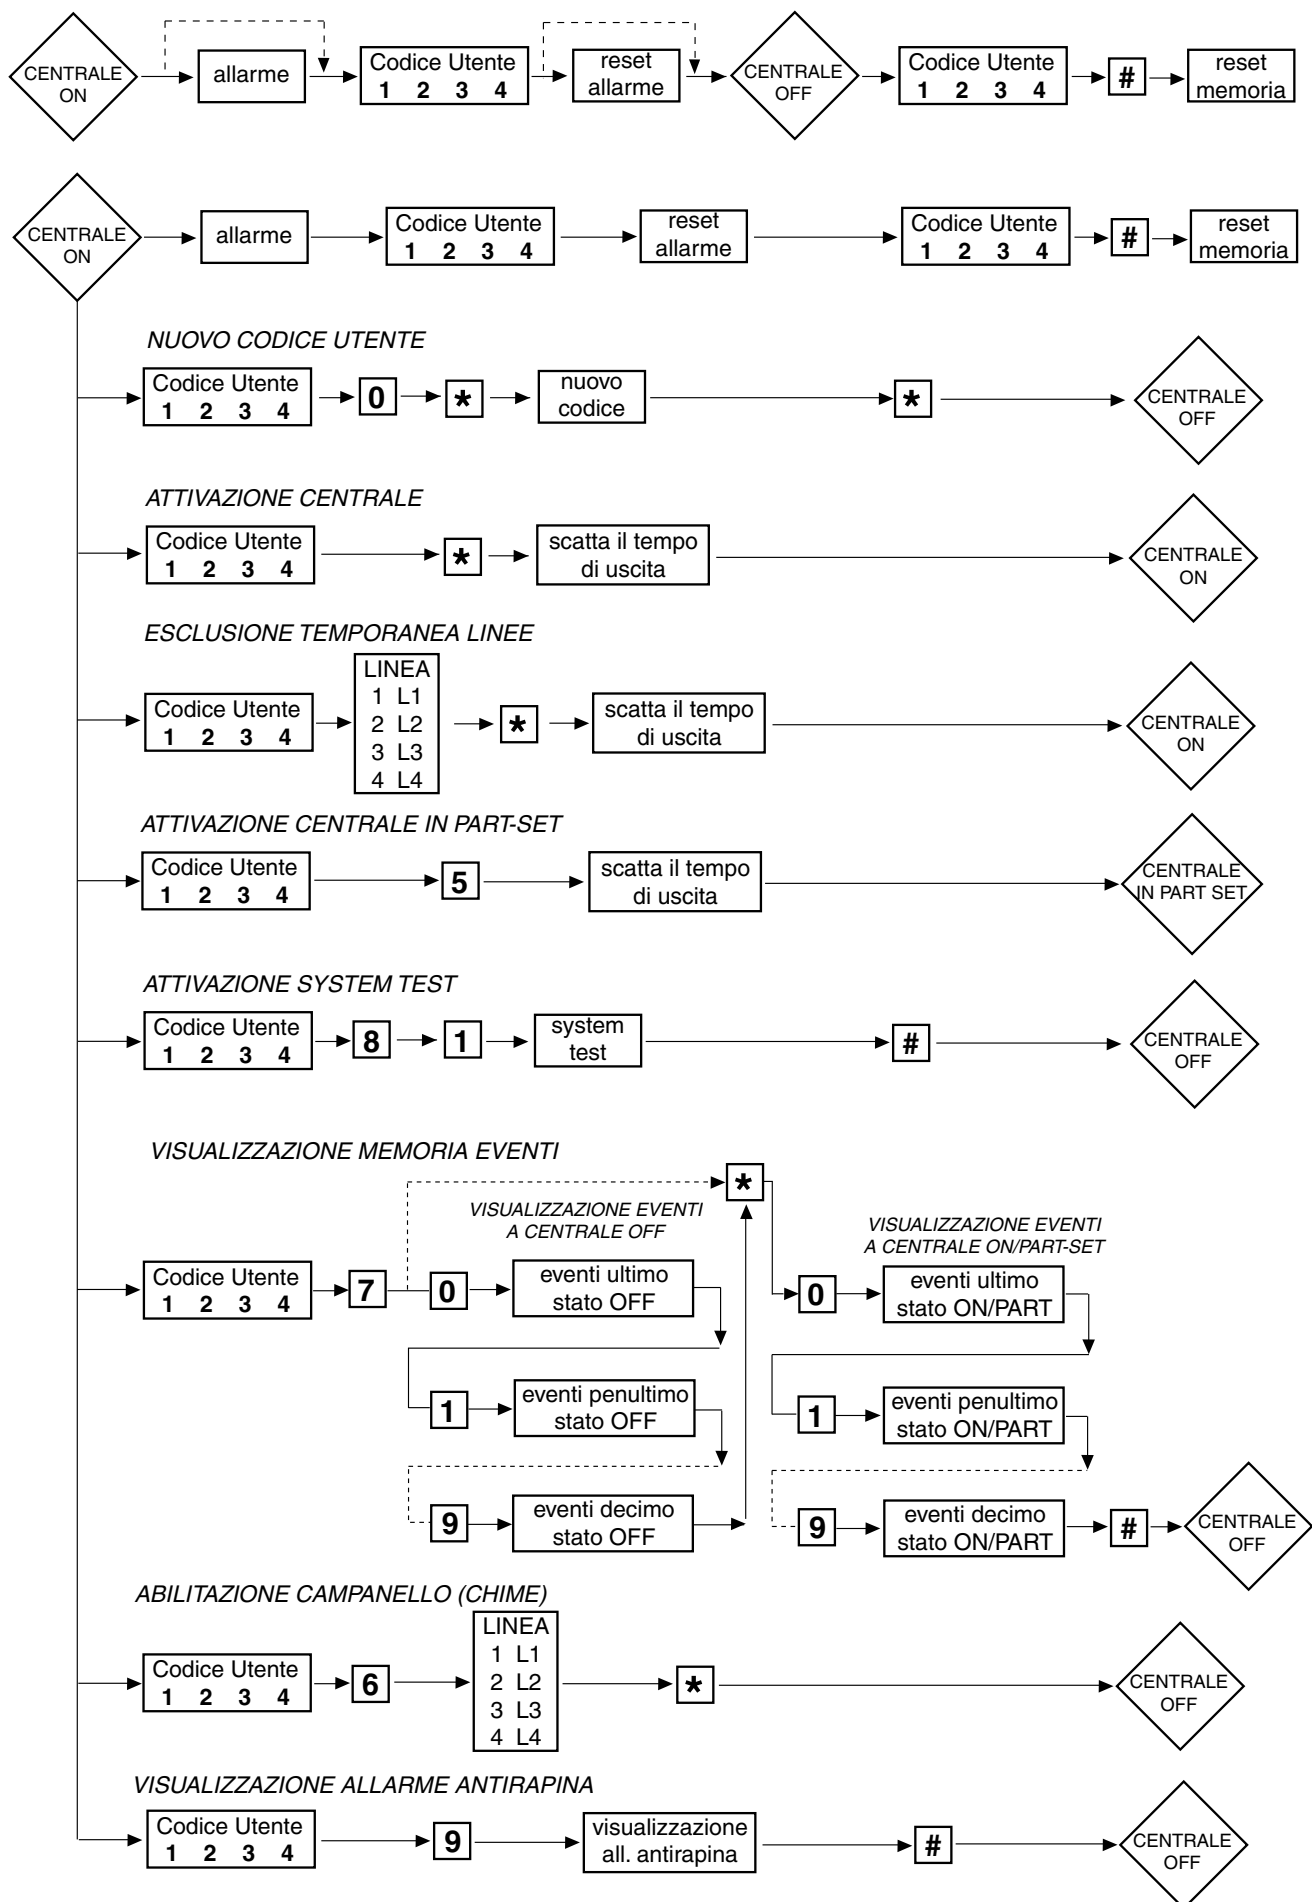 CENTRALE
ON
allarme
Codice Utente
1 2 3 4
reset
allarme
CENTRALE
OFF
Codice Utente
1 2 3 4
#
reset
memoria
CENTRALE
ON
allarme
Codice Utente
1 2 3 4
reset
allarme
Codice Utente
1 2 3 4
#
reset
memoria
NUOVO CODICE UTENTE
Codice Utente
1 2 3 4
0
*
nuovo
codice
*
CENTRALE
OFF
ATTIVAZIONE CENTRALE
Codice Utente
1 2 3 4
*
scatta il tempo
di uscita
CENTRALE
ON
ESCLUSIONE TEMPORANEA LINEE
Codice Utente
1 2 3 4
LINEA
1 L1
2 L2
3 L3
4 L4
*
scatta il tempo
di uscita
CENTRALE
ON
ATTIVAZIONE CENTRALE IN PART-SET
Codice Utente
1 2 3 4
5
scatta il tempo
di uscita
CENTRALE
IN PART SET
ATTIVAZIONE SYSTEM TEST
Codice Utente
1 2 3 4
8
1
system
test
#
CENTRALE
OFF
VISUALIZZAZIONE MEMORIA EVENTI
Codice Utente
1 2 3 4
7
*
VISUALIZZAZIONE EVENTI
A CENTRALE OFF
0
eventi ultimo
stato OFF
1
eventi penultimo
stato OFF
9
eventi decimo
stato OFF
VISUALIZZAZIONE EVENTI
A CENTRALE ON/PART-SET
0
eventi ultimo
stato ON/PART
1
eventi penultimo
stato ON/PART
9
eventi decimo
stato ON/PART
#
CENTRALE
OFF
ABILITAZIONE CAMPANELLO (CHIME)
Codice Utente
1 2 3 4
6
LINEA
1 L1
2 L2
3 L3
4 L4
*
CENTRALE
OFF
VISUALIZZAZIONE ALLARME ANTIRAPINA
Codice Utente
1 2 3 4
9
visualizzazione
all. antirapina
#
CENTRALE
OFF